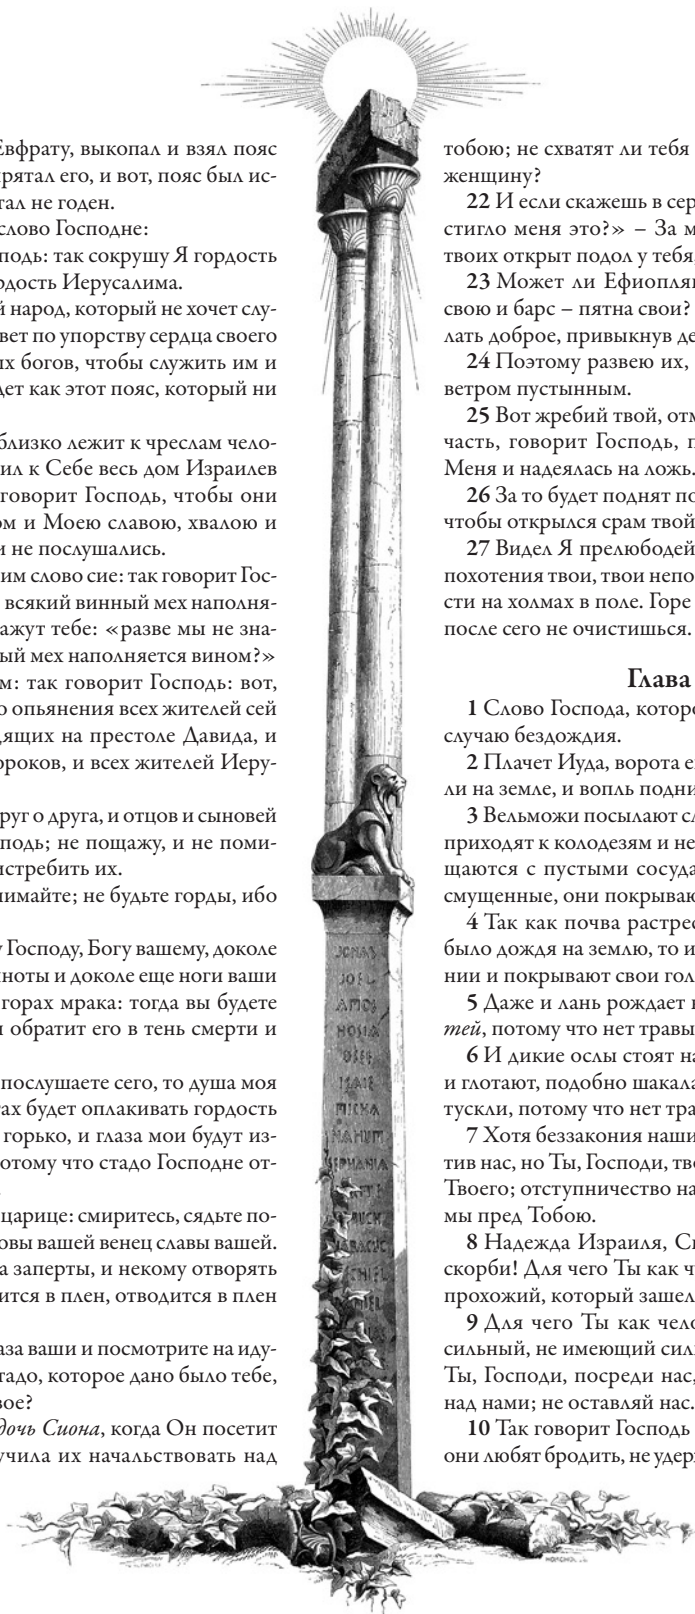 Евфрату, выкопал и взял пояс
рятал его, и вот, пояс был ис-
тал не годен.
слово Господне:
подь: так сокрушу Я гордость
рдость Иерусалима.
й народ, который не хочет слу-
вет по упорству сердца своего
ых богов, чтобы служить им и
дет как этот пояс, который ни
близко лежит к чреслам чело-
ил к Себе весь дом Израилев
говорит Господь, чтобы они
ом и Моею славою, хвалою и
и не послушались.
им слово сие: так говорит Гос-
всякий винный мех наполня-
ажут тебе: «разве мы не зна-
ый мех наполняется вином?»
м: так говорит Господь: вот,
о опьянения всех жителей сей
дящих на престоле Давида, и
ороков, и всех жителей Иеру-
руг о друга, и отцов и сыновей
подь; не пощажу, и не поми-
истребить их.
нимайте; не будьте горды, ибо
у Господу, Богу вашему, доколе
мноты и доколе еще ноги ваши
горах мрака: тогда вы будете
н обратит его в тень смерти и
послушаете сего, то душа моя
тах будет оплакивать гордость
горько, и глаза мои будут из-
отому что стадо Господне от-
царице: смиритесь, сядьте по-
овы вашей венец славы вашей.
а заперты, и некому отворять
ится в плен, отводится в плен
аза ваши и посмотрите на иду-
тадо, которое дано было тебе,
вое?
дочь Сиона, когда Он посетит
учила их начальствовать над
JONAS
JOEL
AMOS
HOSIA
OSEE
ISAIE
MICHA
NAHUM
SEPHANIA
тобою; не схватят ли тебя
женщину?
22 И если скажешь в сер
стигло меня это?» – За м
твоих открыт подол у тебя
23 Может ли Ефиопля
свою и барс – пятна свои?
лать доброе, привыкнув де
24 Поэтому развею их,
ветром пустынным.
25 Вот жребий твой, отм
часть, говорит Господь, п
Меня и надеялась на ложь.
26 За то будет поднят по
чтобы открылся срам твой
27 Видел Я прелюбодей
похотения твои, твои непо
сти на холмах в поле. Горе
после сего не очистишься.
Глава
1 Слово Господа, которо
случаю бездождия.
2 Плачет Иуда, ворота е
ли на земле, и вопль подни
3 Вельможи посылают сл
приходят к колодезям и не
щаются с пустыми сосуда
смущенные, они покрываю
4 Так как почва растрес
было дождя на землю, то и
нии и покрывают свои гол
5 Даже и лань рождает н
тей, потому что нет травы
6 И дикие ослы стоят на
и глотают, подобно шакала
тускли, потому что нет тра
7 Хотя беззакония наши
тив нас, но Ты, Господи, тво
Твоего; отступничество на
мы пред Тобою.
8 Надежда Израиля, Сп
скорби! Для чего Ты как ч
прохожий, который зашел
9 Для чего Ты как чело
сильный, не имеющий сил
Ты, Господи, посреди нас,
над нами; не оставляй нас.
10 Так говорит Господь
они любят бродить, не удер